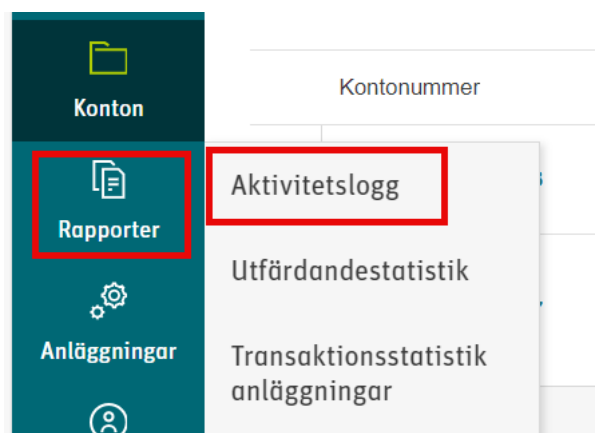 Konton
Kontonummer
Rapporter
Aktivitetslogg
Utfärdandestatistik
Anläggningar
Transaktionsstatistik
anläggningar